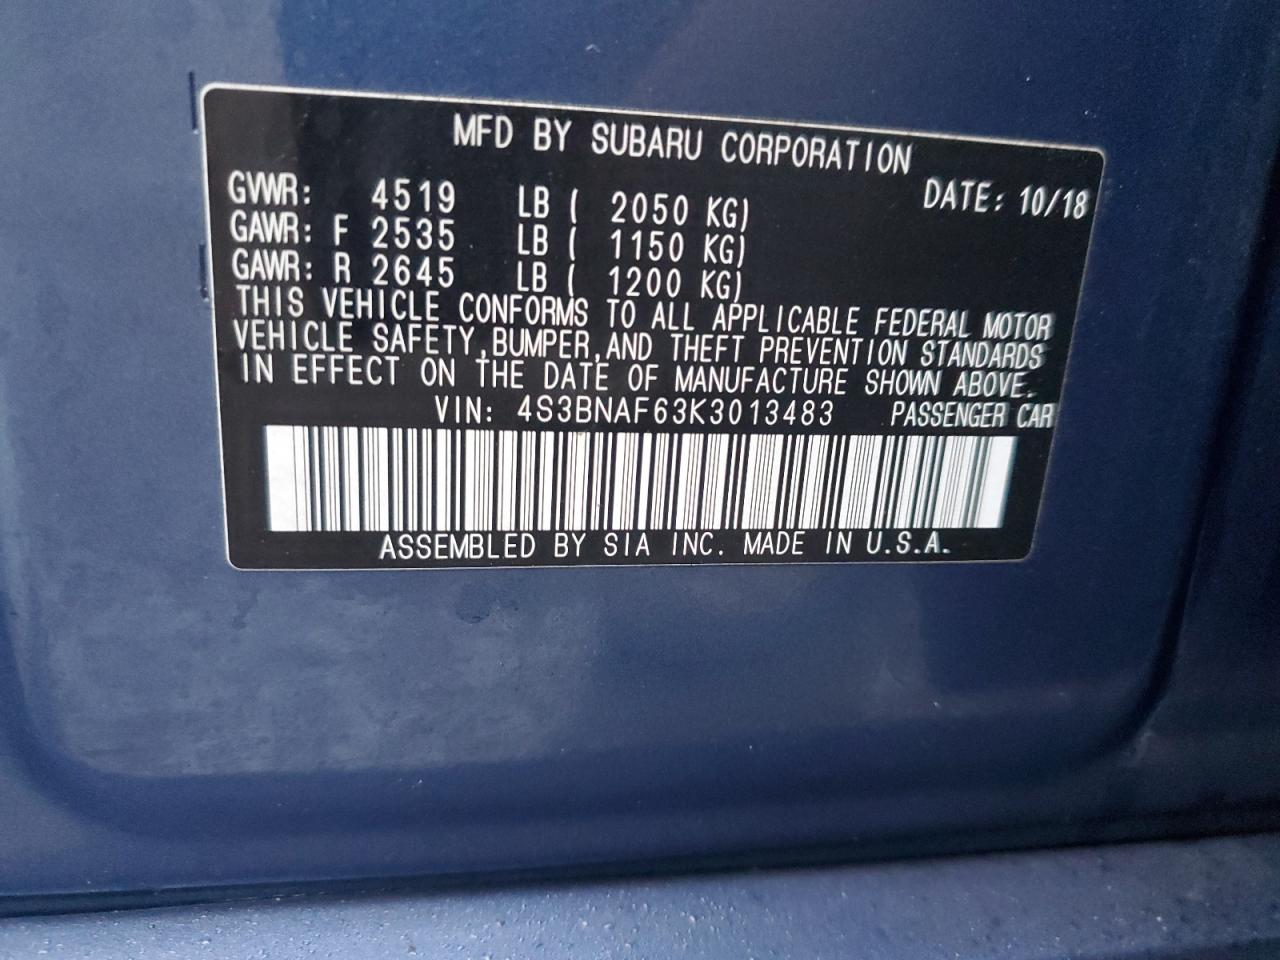 MFD BY SUBARU CORPORATION
DATE: 10/18
GVWR: 4519 LB ( 2050 KG)
GAWR: F 2535 LB ( 1150 KG)
GAWR: R 2645 LB ( 1200 KG)
THIS VEHICLE CONFORMS TO ALL APPLICABLE FEDERAL MOTOR
VEHICLE SAFETY,BUMPER,AND THEFT PREVENTION STANDARDS
IN EFFECT ON THE DATE OF MANUFACTURE SHOWN ABOVE.
VIN: 4S3BNAF63K3013483 PASSENGER CAR
ASSEMBLED BY SIA INC. MADE IN U.S.A.